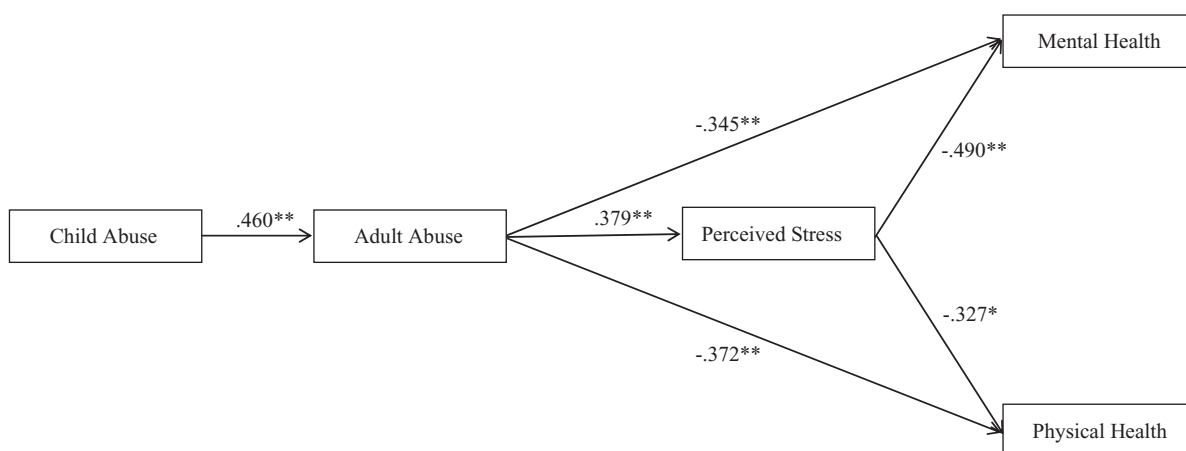 Mental Health
-.345**
-.490**
Child Abuse
.460**
Adult Abuse
.379**
Perceived Stress
-.372**
-.327*
Physical Health